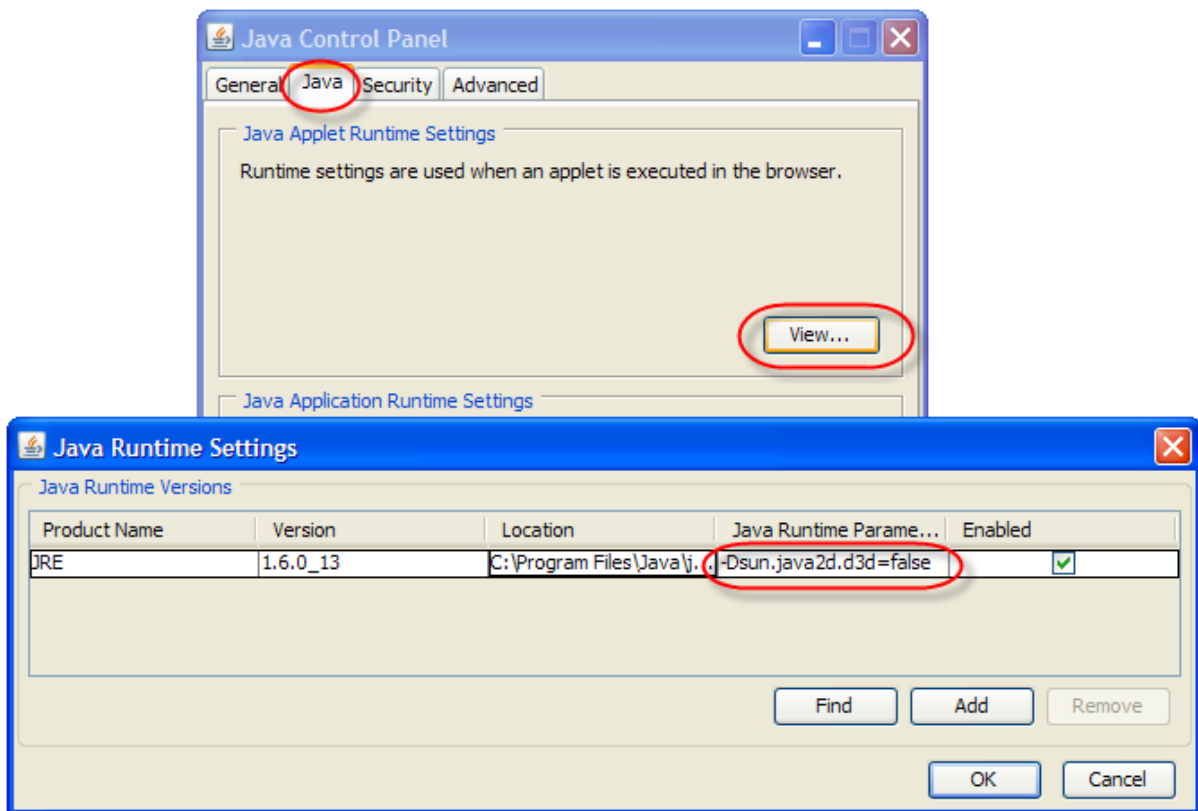 Java Control Panel
General Java Security Advanced
Java Applet Runtime Settings
Runtime settings are used when an applet is executed in the browser.
View...
Java Application Runtime Settings
Java Runtime Settings
Java Runtime Versions
Product Name Version Location Java Runtime Parame... Enabled
JRE 1.6.0_13 C:\Program Files\Java\j... -Dsun.java2d.d3d=false
Find Add Remove
OK Cancel